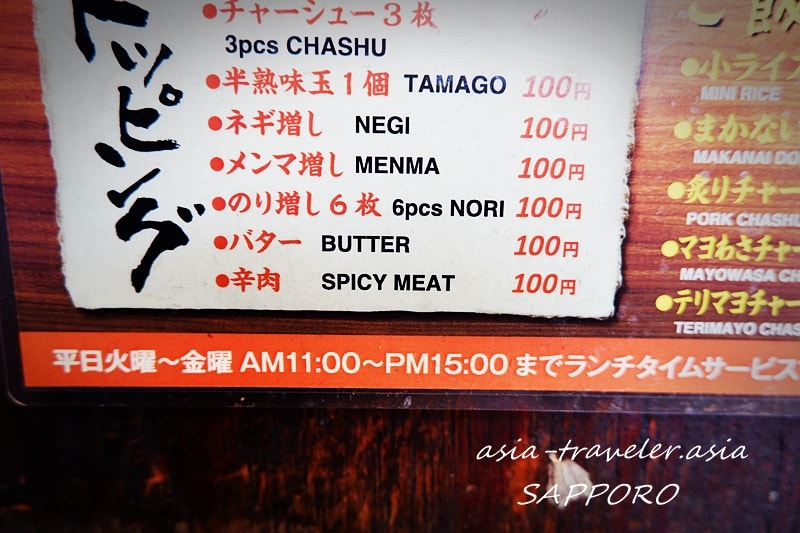 トッピング
●チャーシュー3枚
3pcs CHASHU
●半熟味玉1個 TAMAGO 100円
●ネギ増し NEGI 100円
●メンマ増し MENMA 100円
●のり増し6枚 6pcs NORI 100円
●バター BUTTER 100円
●辛肉 SPICY MEAT 100円
ご飯
●小ライス
MINI RICE
●まかない
MAKANAI DO
●炙りチャー
PORK CHASHU
●マヨわさチャー
MAYOWASA CHA
●テリマヨチャー
TERIMAYO CHAS
平日火曜〜金曜 AM11:00〜PM15:00 までランチタイムサービス
asia-traveler.asia
SAPPORO